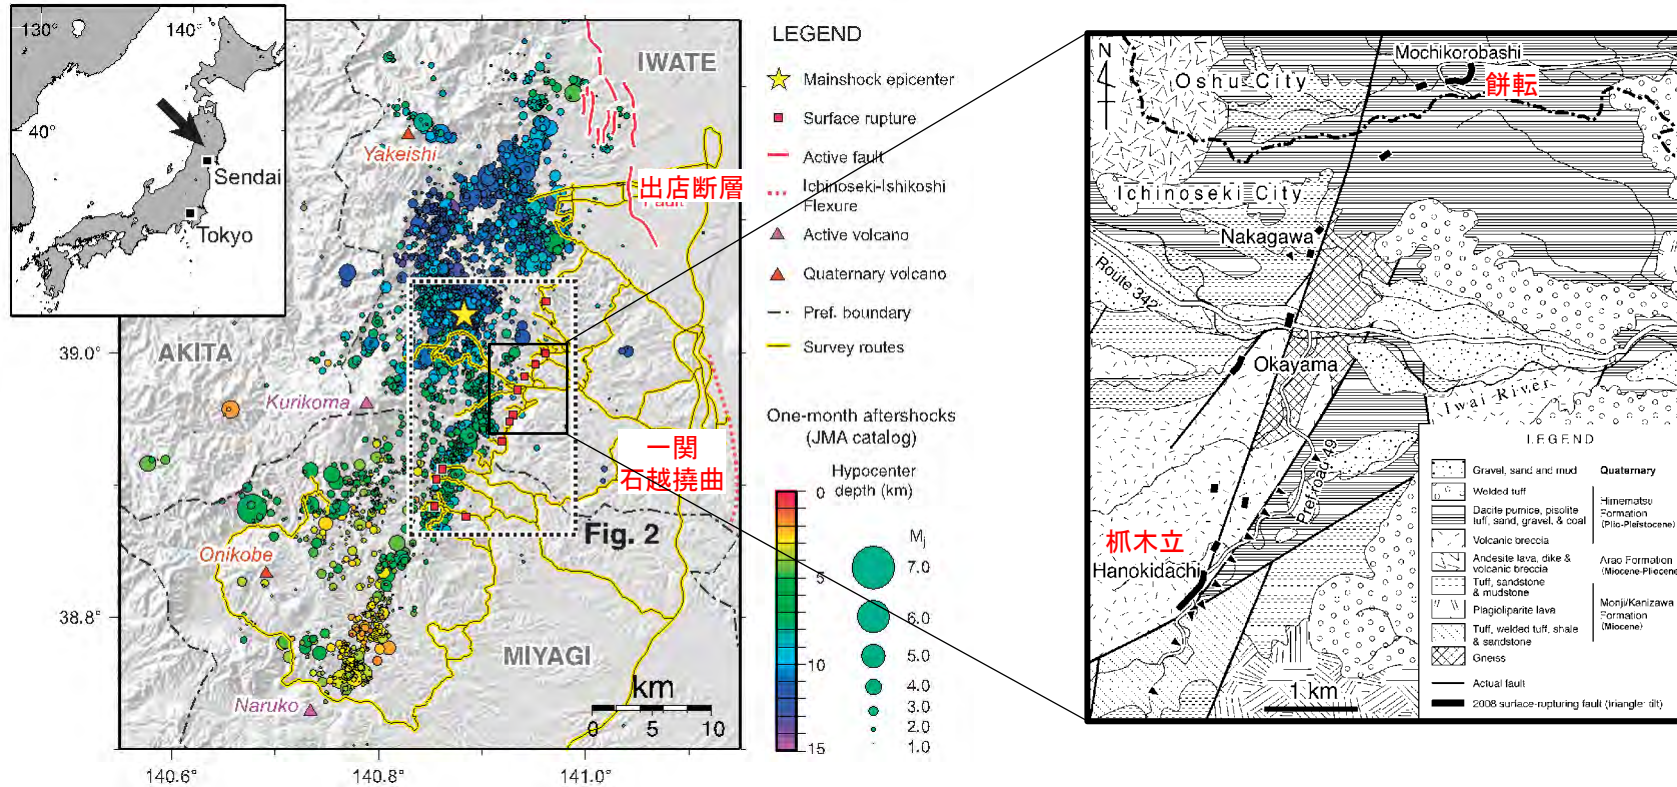 130°
140°
40°
Sendai
Tokyo
IWATE
Yakeishi
出店断層
Fault
AKITA
Kurikoma
一関
石越撓曲
Fig. 2
Onikobe
MIYAGI
Naruko
km
0 5 10
39.0°
38.8°
140.6°
140.8°
141.0°
LEGEND
Mainshock epicenter
Surface rupture
Active fault
Ichinoseki-Ishikoshi
Flexure
Active volcano
Quaternary volcano
Pref. boundary
Survey routes
One-month aftershocks
(JMA catalog)
Hypocenter
depth (km)
0
5
10
15
Mj
7.0
6.0
5.0
4.0
3.0
2.0
1.0
N
Mochikorobashi
餅転
Oshu City
Ichinoseki City
Nakagawa
Route 342
Okayama
Iwai River
Pref. road 49
枛木立
Hanokidachi
1 km
LEGEND
Gravel, sand and mud
Quaternary
Welded tuff
Dacite pumice, pisolite
tuff, sand, gravel, & coal
Volcanic breccia
Himematsu
Formation
(Plio-Pleistocene)
Andesite lava, dike &
volcanic breccia
Arao Formation
(Miocene-Pliocene)
Tuff, sandstone
& mudstone
Plagioliparite lava
Tuff, welded tuff, shale
& sandstone
Monji/Kanizawa
Formation
(Miocene)
Gneiss
Actual fault
2008 surface-rupturing fault (triangle: tilt)